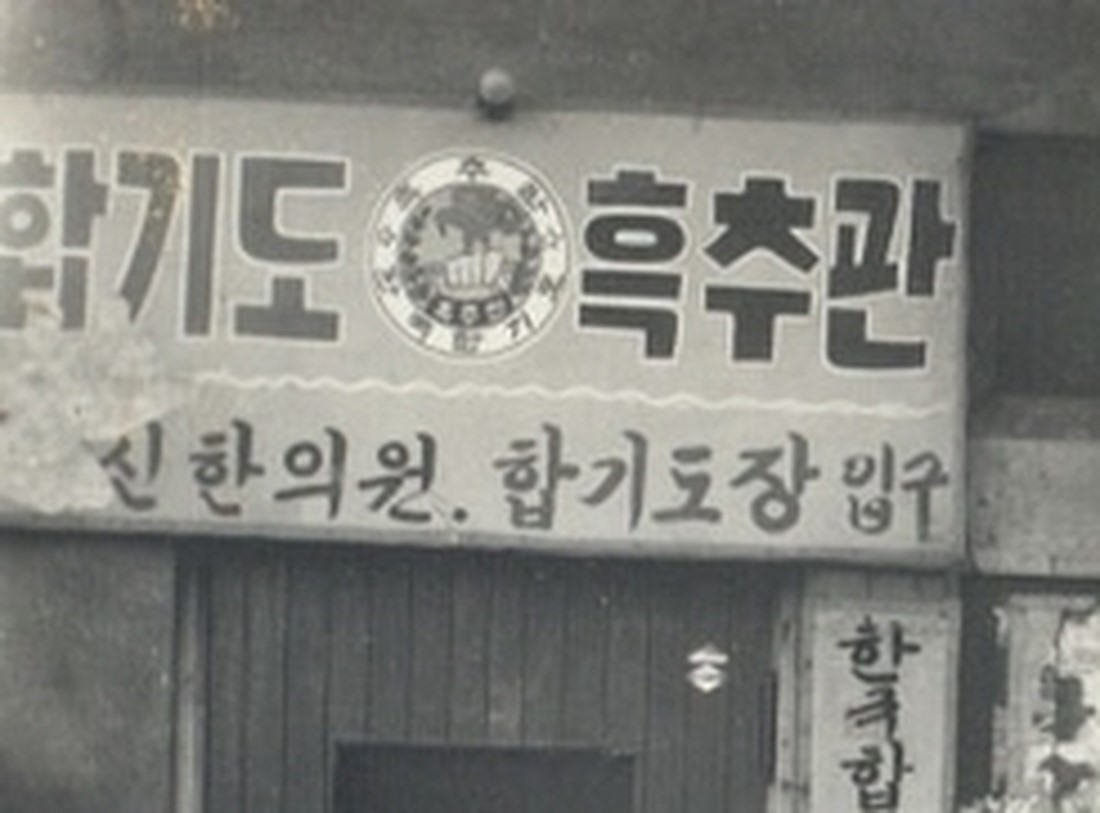 합기도 흑추관
신한의원. 합기도장 입구
한국합